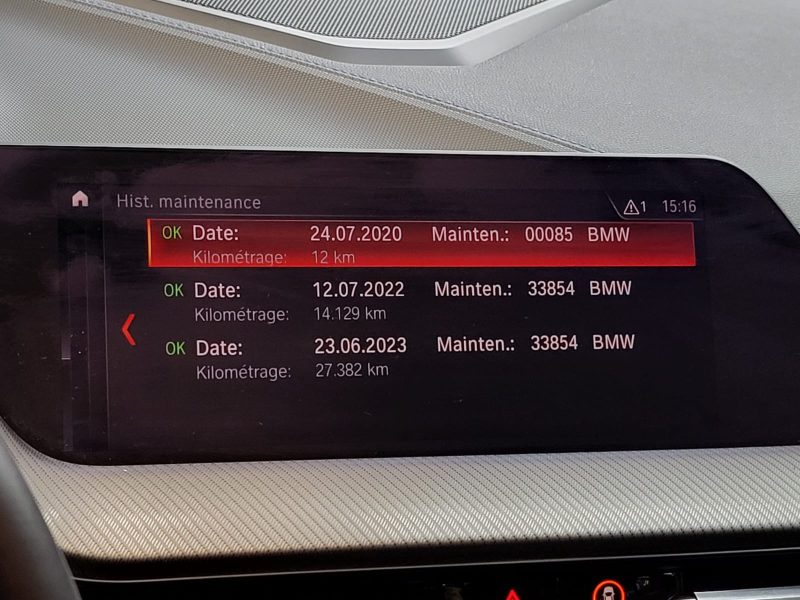 Hist. maintenance 1 15:16
OK Date: 24.07.2020 Mainten.: 00085 BMW
Kilométrage: 12 km
OK Date: 12.07.2022 Mainten.: 33854 BMW
Kilométrage: 14.129 km
OK Date: 23.06.2023 Mainten.: 33854 BMW
Kilométrage: 27.382 km